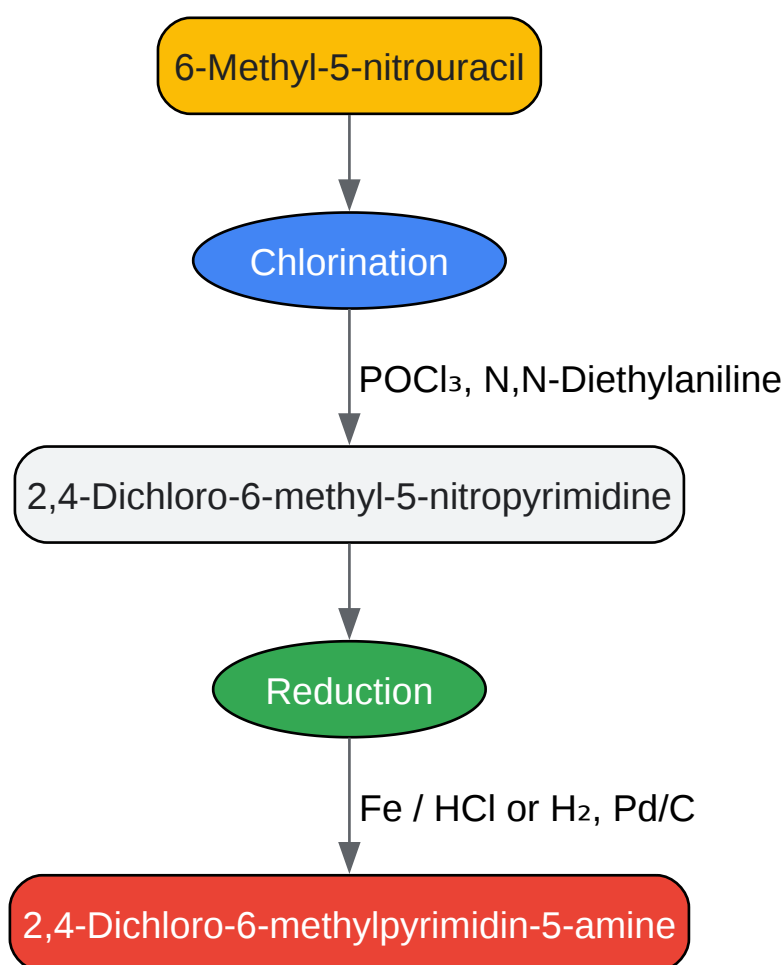 6-Methyl-5-nitrouracil
Chlorination
POCl₃, N,N-Diethylaniline
2,4-Dichloro-6-methyl-5-nitropyrimidine
Reduction
Fe / HCl or H₂, Pd/C
2,4-Dichloro-6-methylpyrimidin-5-amine